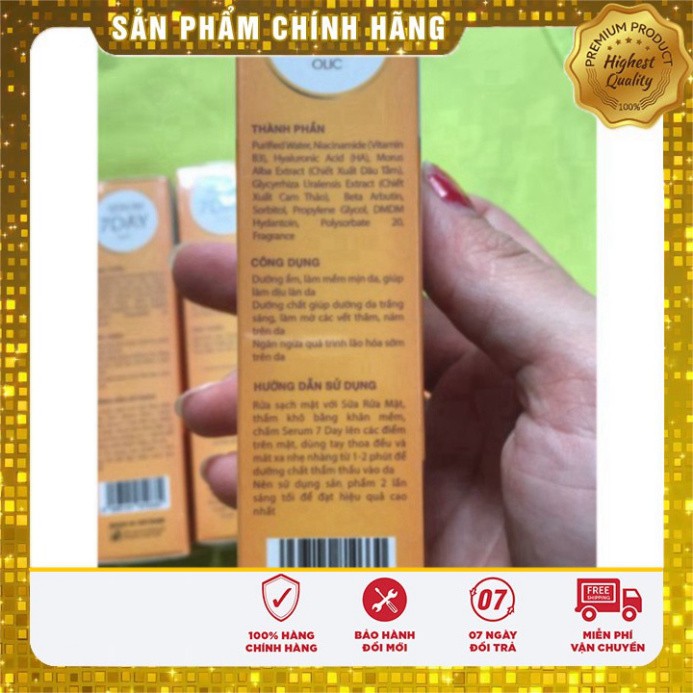 SẢN PHẨM CHÍNH HÃNG
PREMIUM PRODUCT
Highest
Quality
100%
OLIC
THÀNH PHẦN
Purified Water, Niacinamide (Vitamin
B3), Hyaluronic Acid (HA), Morus
Alba Extract (Chiết Xuất Dâu Tằm),
Glycyrrhiza Uralensis Extract (Chiết
Xuất Cam Thảo), Beta Arbutin,
Sorbitol, Propylene Glycol, DMDM
Hydantoin, Polysorbate 20,
Fragrance
CÔNG DỤNG
Dưỡng ẩm, làm mềm mịn da, giúp
làm dịu làn da
Dưỡng chất giúp dưỡng da trắng
sáng, làm mờ các vết thâm, nám
trên da
Ngăn ngừa quá trình lão hóa sớm
trên da
HƯỚNG DẪN SỬ DỤNG
Rửa sạch mặt với Sữa Rửa Mặt,
thấm khô bằng khăn mềm,
chấm Serum 7 Day lên các điểm
trên mặt, dùng tay thoa đều và
mát xa nhẹ nhàng từ 1-2 phút để
dưỡng chất thẩm thấu vào da
Nên sử dụng sản phẩm 2 lần
sáng tối để đạt hiệu quả cao
nhất
7DAY
100% HÀNG
CHÍNH HÃNG
BẢO HÀNH
ĐỔI MỚI
07
07 NGÀY
ĐỔI TRẢ
FREE
SHIPPING
MIỄN PHÍ
VẬN CHUYỂN